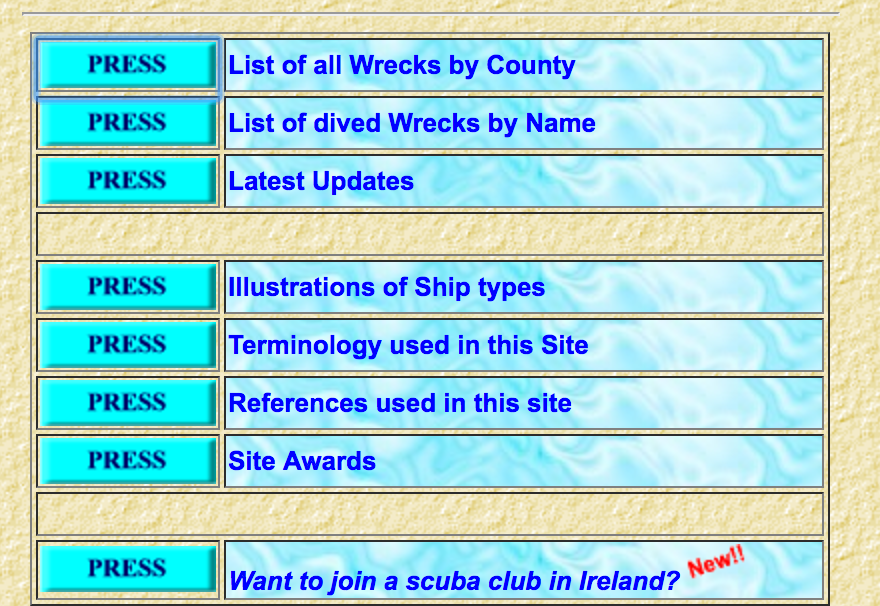 PRESS List of all Wrecks by County
PRESS List of dived Wrecks by Name
PRESS Latest Updates
PRESS Illustrations of Ship types
PRESS Terminology used in this Site
PRESS References used in this site
PRESS Site Awards
PRESS Want to join a scuba club in Ireland? New!!